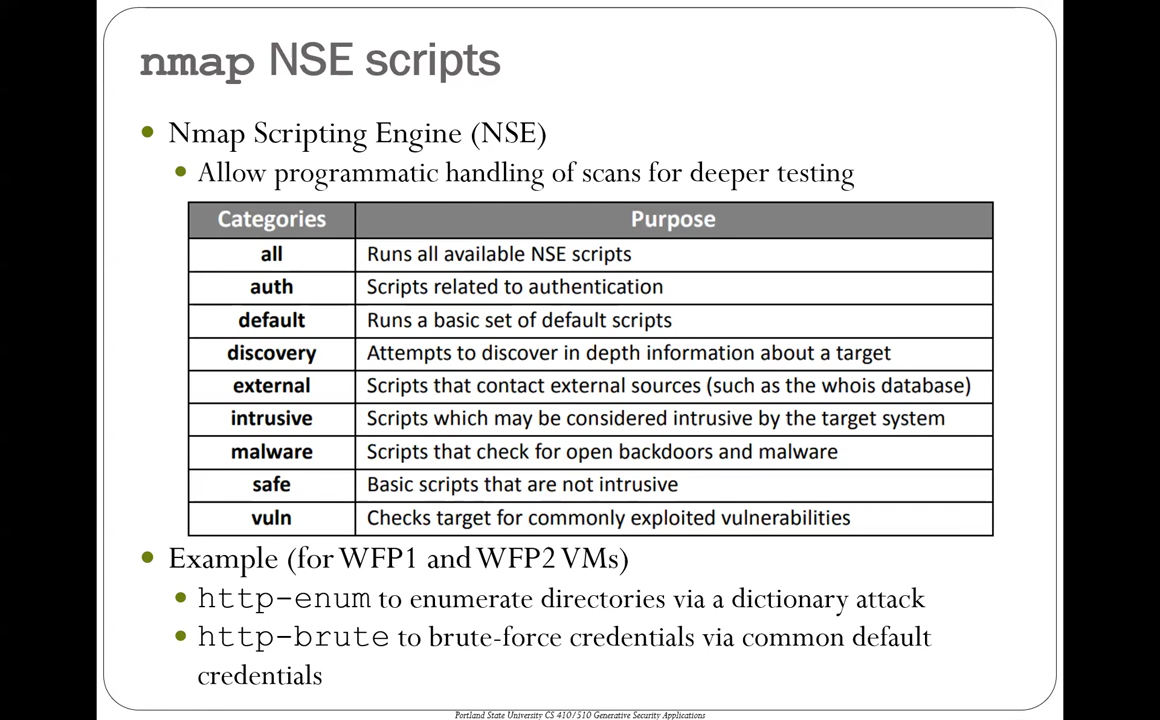 nmap NSE scripts
Nmap Scripting Engine (NSE)
Allow programmatic handling of scans for deeper testing
Categories Purpose
all Runs all available NSE scripts
auth Scripts related to authentication
default Runs a basic set of default scripts
discovery Attempts to discover in depth information about a target
external Scripts that contact external sources (such as the whois database)
intrusive Scripts which may be considered intrusive by the target system
malware Scripts that check for open backdoors and malware
safe Basic scripts that are not intrusive
vuln Checks target for commonly exploited vulnerabilities
Example (for WFP1 and WFP2 VMs)
http-enum to enumerate directories via a dictionary attack
http-brute to brute-force credentials via common default
credentials
Portland State University CS 410/510 Generative Security Applications